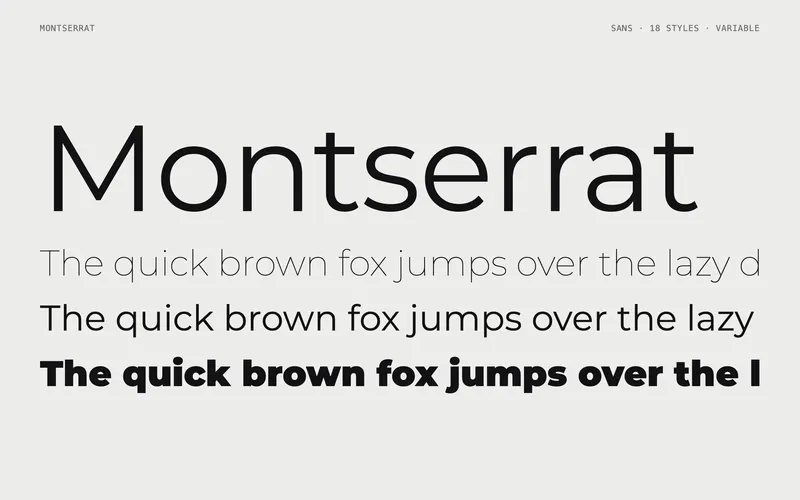 MONTSERRAT
SANS · 18 STYLES · VARIABLE
Montserrat
The quick brown fox jumps over the lazy d
The quick brown fox jumps over the lazy
The quick brown fox jumps over the l